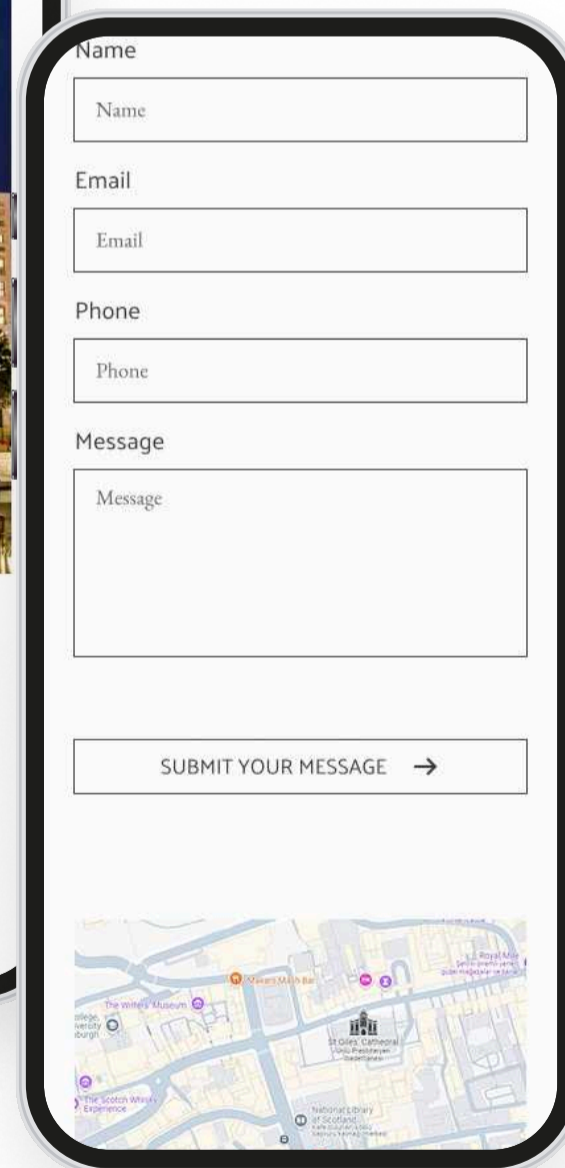 Name
Name
Email
Email
Phone
Phone
Message
Message
SUBMIT YOUR MESSAGE →
Royal Mile
Makars Mash Bar
The Writers' Museum
St Giles' Cathedral
The Scotch Whisky
Experience
National Library
of Scotland